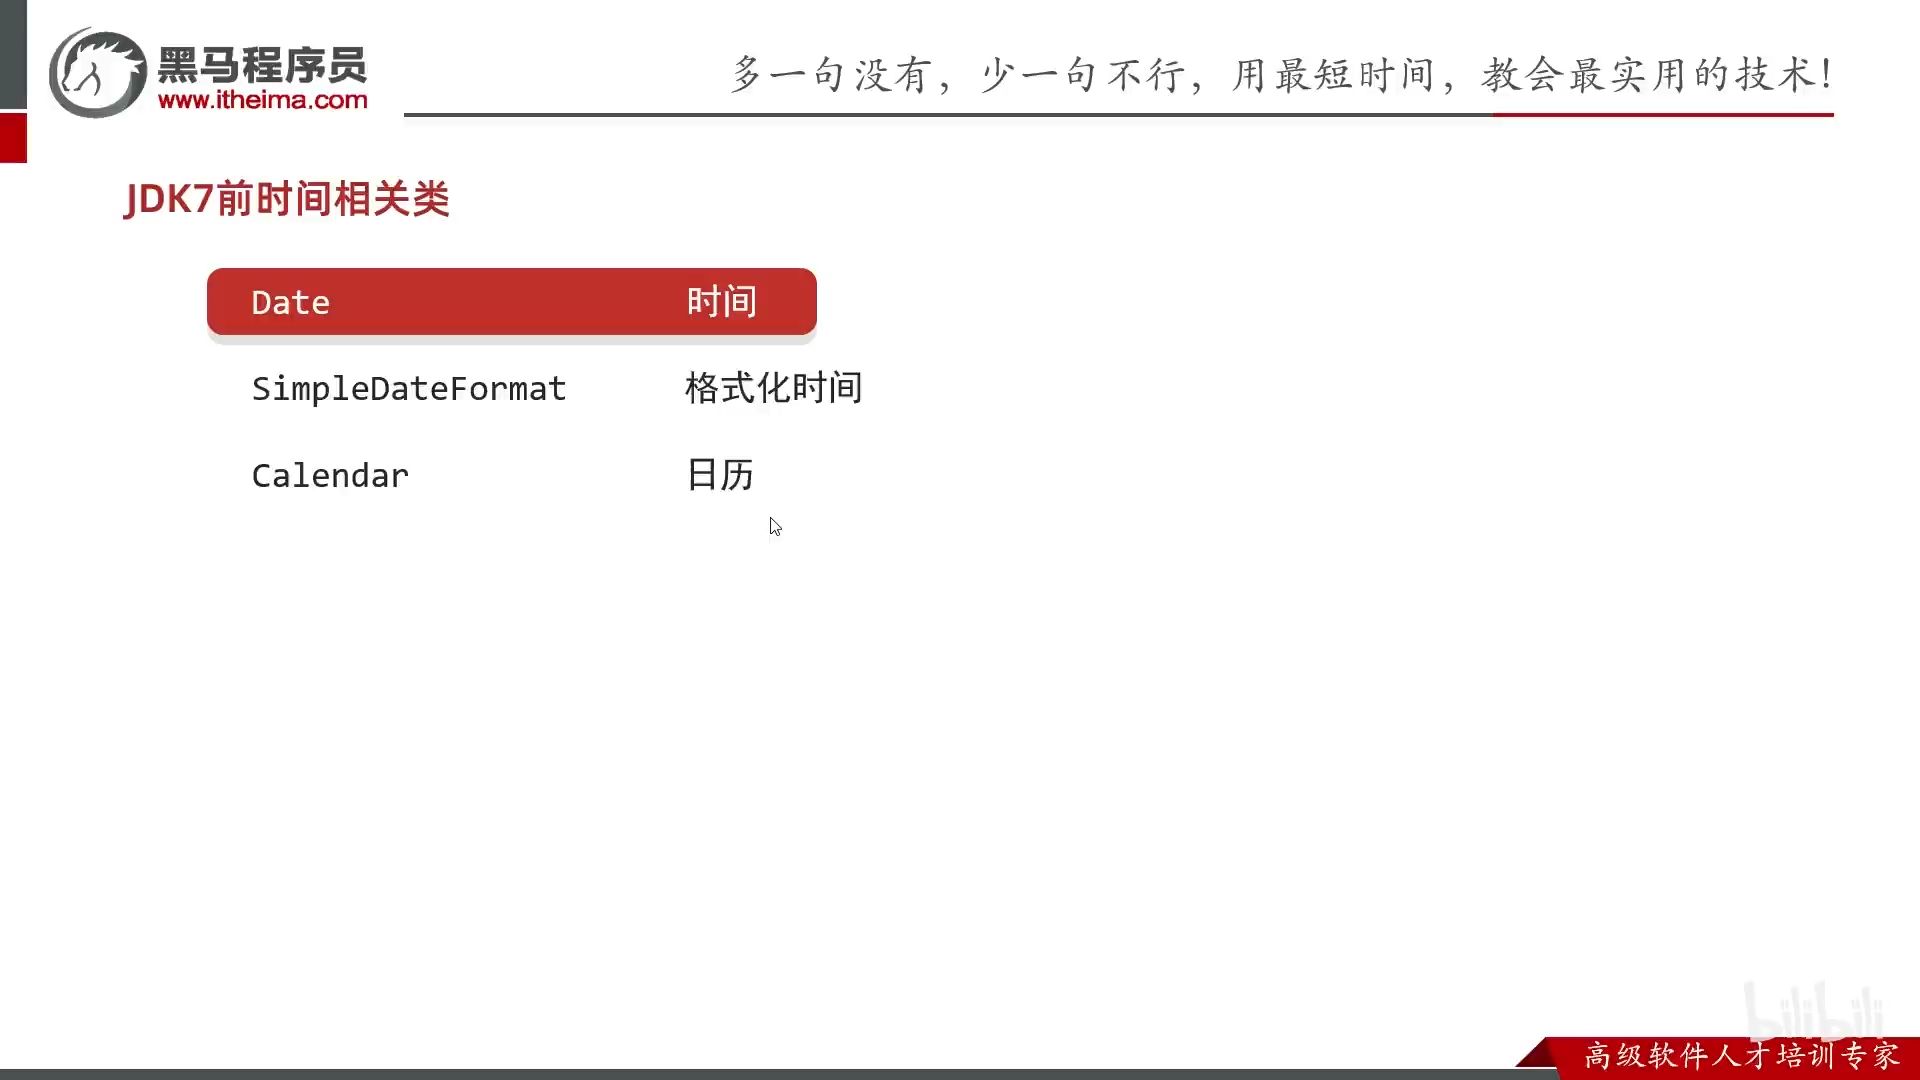 黑马程序员
www.itheima.com
多一句没有，少一句不行，用最短时间，教会最实用的技术！
JDK7前时间相关类
Date 时间
SimpleDateFormat 格式化时间
Calendar 日历
bilibili
高级软件人才培训专家